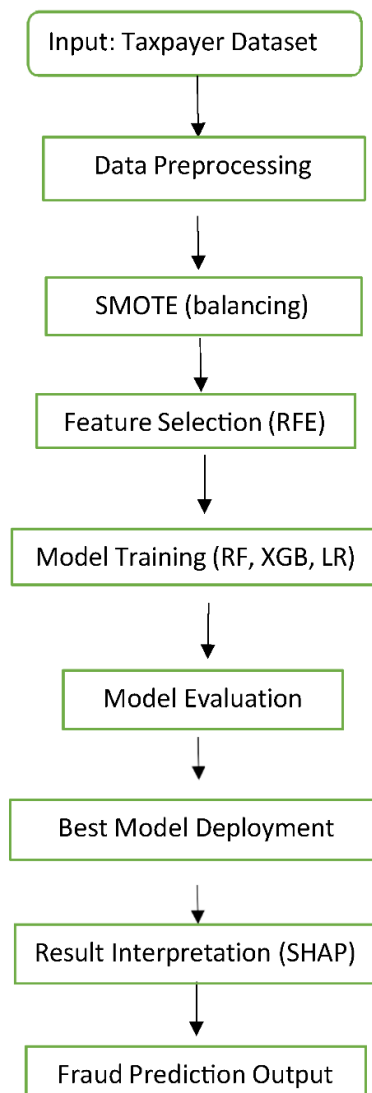 Input: Taxpayer Dataset
Data Preprocessing
SMOTE (balancing)
Feature Selection (RFE)
Model Training (RF, XGB, LR)
Model Evaluation
Best Model Deployment
Result Interpretation (SHAP)
Fraud Prediction Output